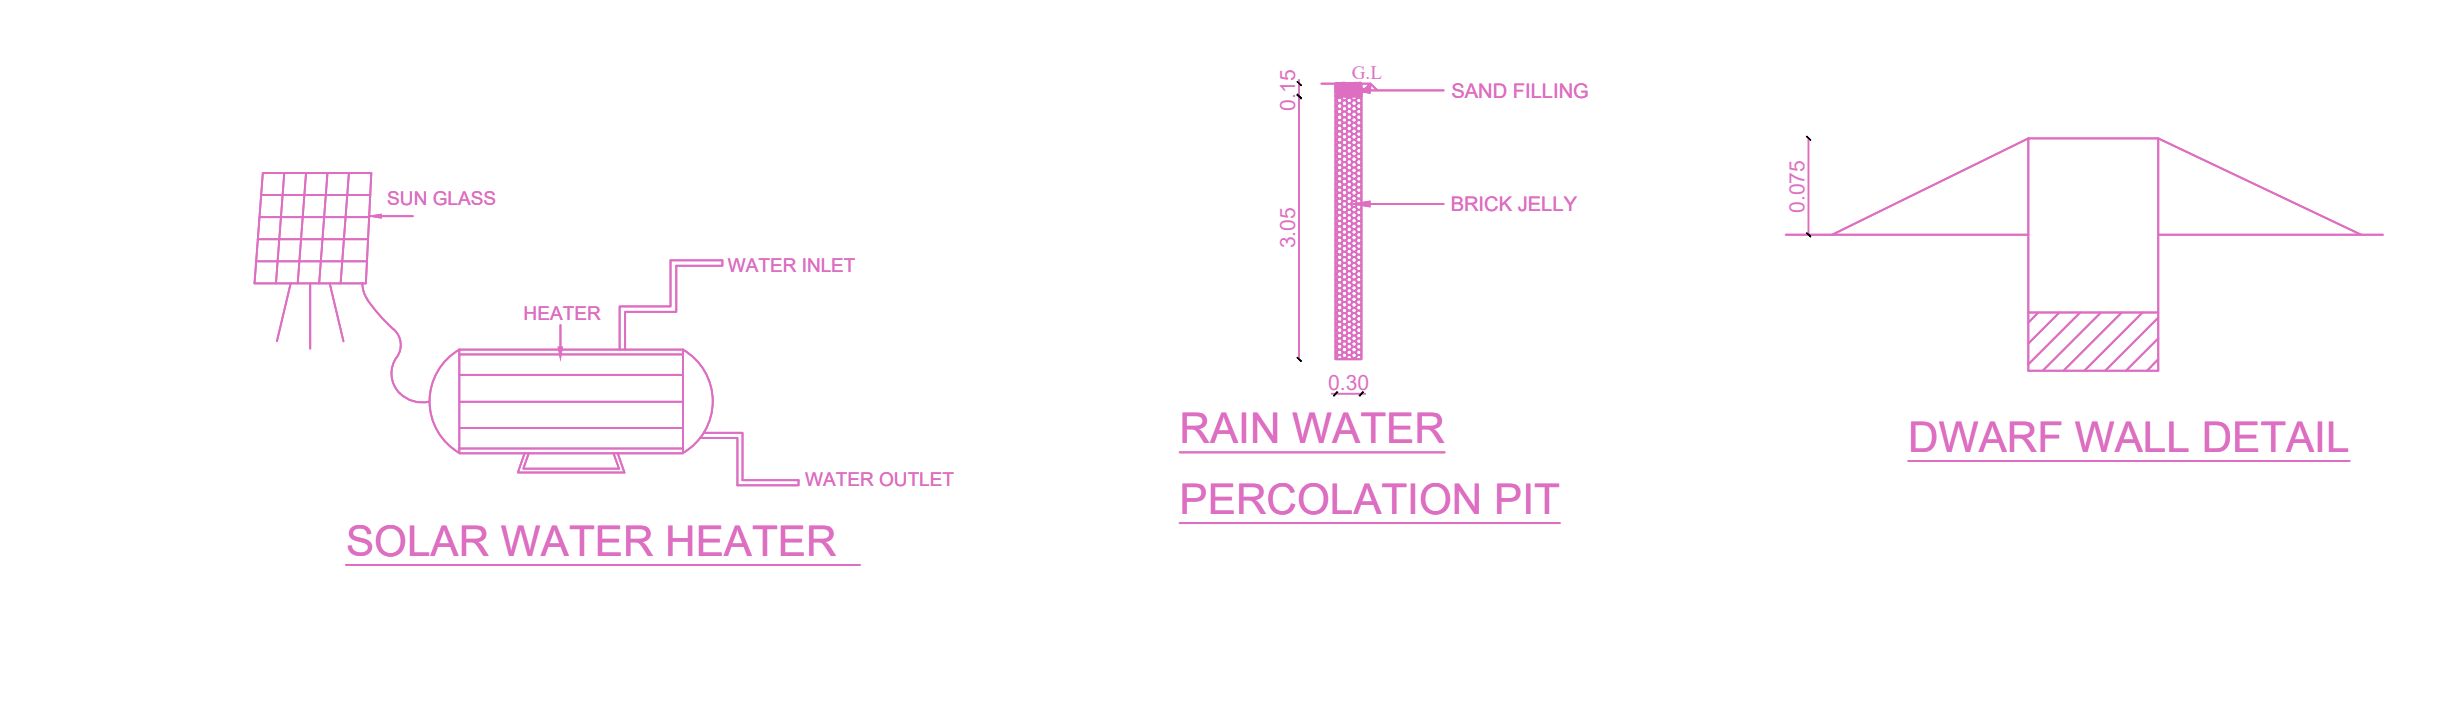 SUN GLASS
WATER INLET
HEATER
WATER OUTLET
SOLAR WATER HEATER
G.L
0.15
SAND FILLING
3.05
BRICK JELLY
0.30
RAIN WATER
PERCOLATION PIT
0.075
DWARF WALL DETAIL